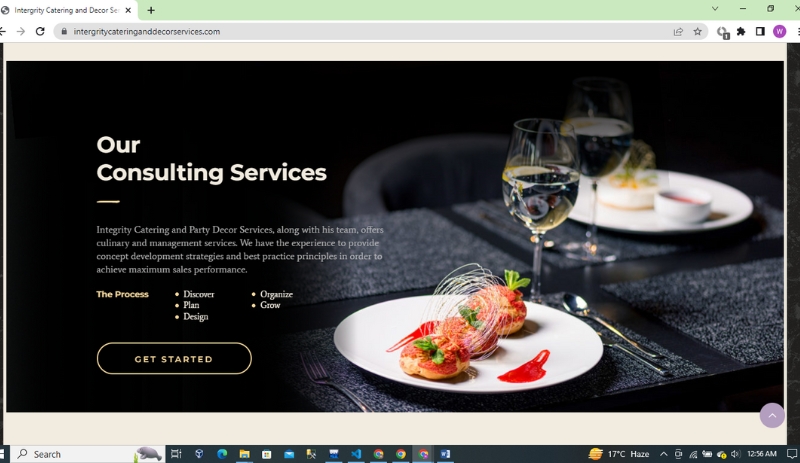 Intergrity Catering and Decor Se
intergritycateringanddecorservices.com
W
Our
Consulting Services
Integrity Catering and Party Decor Services, along with his team, offers
culinary and management services. We have the experience to provide
concept development strategies and best practice principles in order to
achieve maximum sales performance.
The Process
Discover
Plan
Design
Organize
Grow
GET STARTED
Search
17°C Haze
12:56 AM